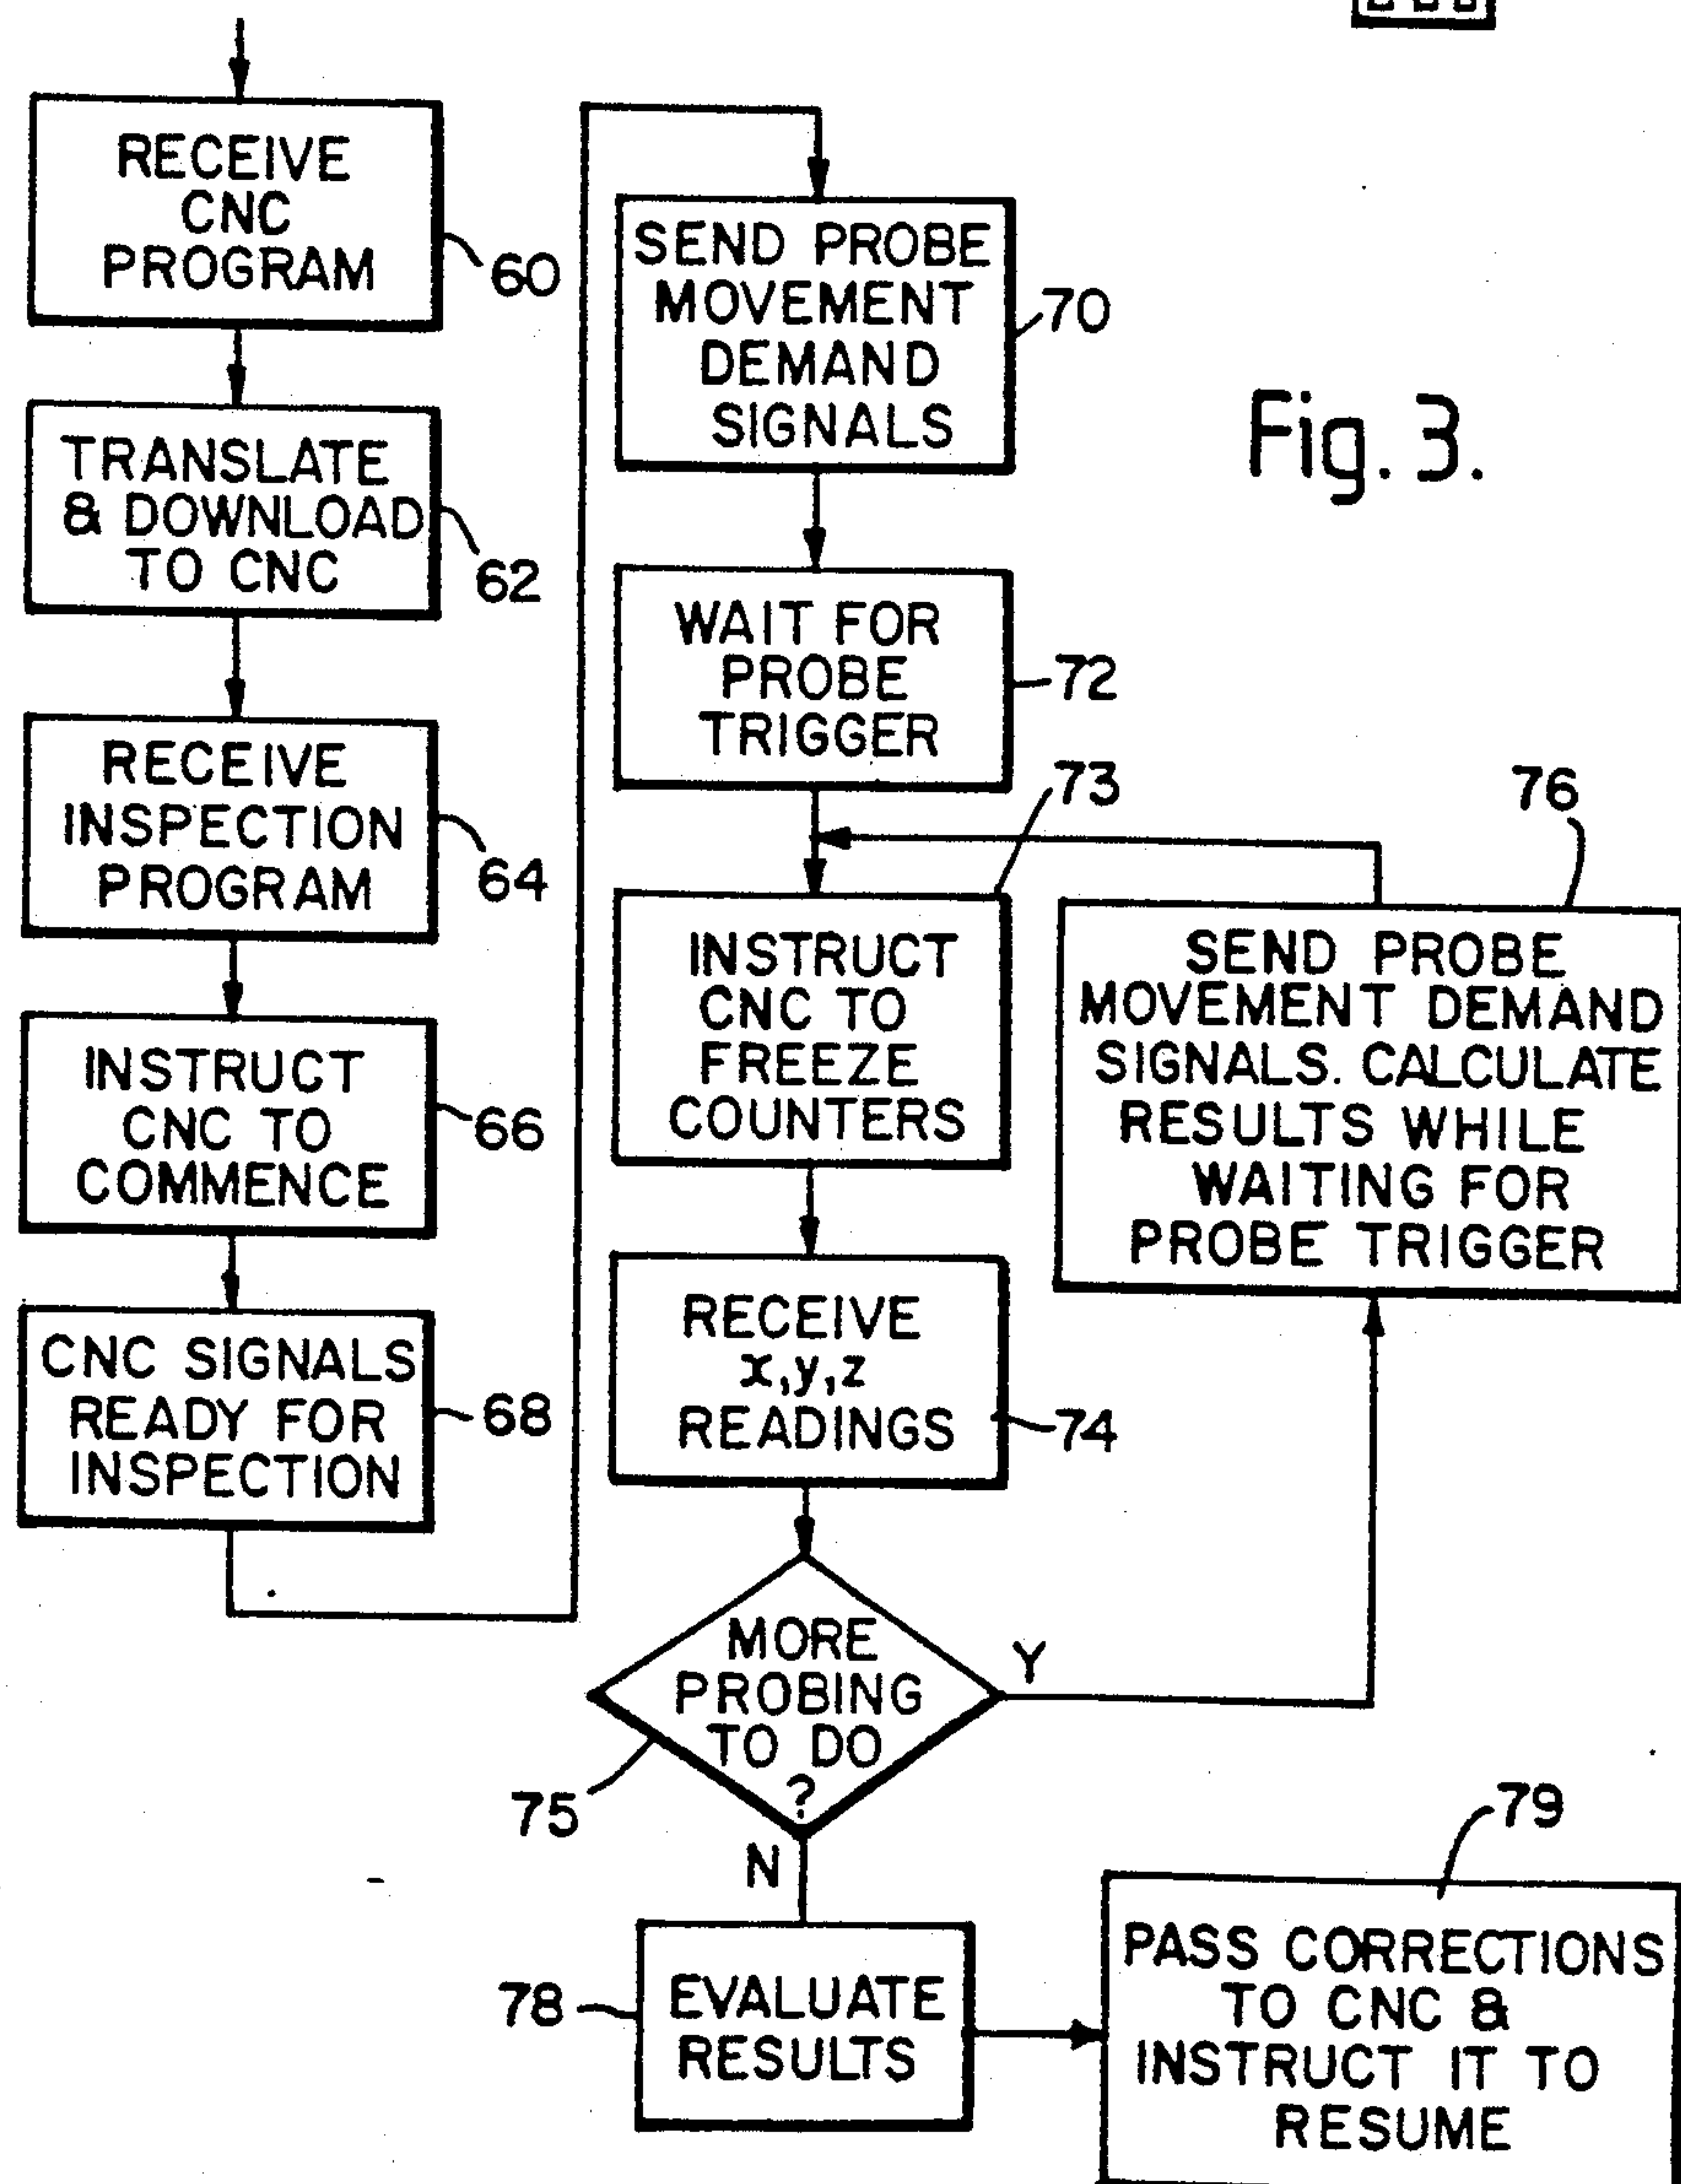 RECEIVE
CNC
PROGRAM
60
TRANSLATE
& DOWNLOAD
TO CNC
62
RECEIVE
INSPECTION
PROGRAM
64
INSTRUCT
CNC TO
COMMENCE
66
CNC SIGNALS
READY FOR
INSPECTION
68
SEND PROBE
MOVEMENT
DEMAND
SIGNALS
70
Fig. 3.
WAIT FOR
PROBE
TRIGGER
72
73
INSTRUCT
CNC TO
FREEZE
COUNTERS
76
SEND PROBE
MOVEMENT DEMAND
SIGNALS. CALCULATE
RESULTS WHILE
WAITING FOR
PROBE TRIGGER
RECEIVE
x,y,z
READINGS
74
MORE
PROBING
TO DO
?
Y
75
N
78
EVALUATE
RESULTS
79
PASS CORRECTIONS
TO CNC &
INSTRUCT IT TO
RESUME